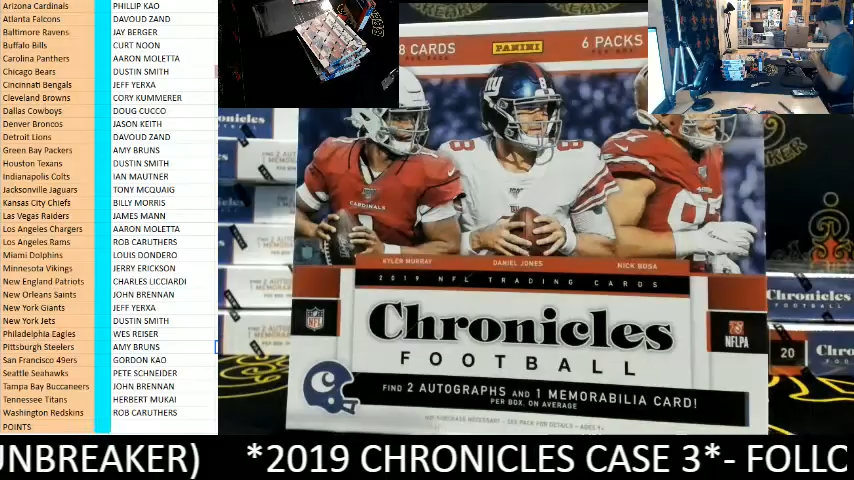 Arizona Cardinals PHILLIP KAO
Atlanta Falcons DAVOUD ZAND
Baltimore Ravens JAY BERGER
Buffalo Bills CURT NOON
Carolina Panthers AARON MOLETTA
Chicago Bears DUSTIN SMITH
Cincinnati Bengals JEFF YERXA
Cleveland Browns CORY KUMMERER
Dallas Cowboys DOUG CUCCO
Denver Broncos JASON KEITH
Detroit Lions DAVOUD ZAND
Green Bay Packers AMY BRUNS
Houston Texans DUSTIN SMITH
Indianapolis Colts IAN MAUTNER
Jacksonville Jaguars TONY MCQUAIG
Kansas City Chiefs BILLY MORRIS
Las Vegas Raiders JAMES MANN
Los Angeles Chargers AARON MOLETTA
Los Angeles Rams ROB CARUTHERS
Miami Dolphins LOUIS DONDERO
Minnesota Vikings JERRY ERICKSON
New England Patriots CHARLES LICCIARDI
New Orleans Saints JOHN BRENNAN
New York Giants JEFF YERXA
New York Jets DUSTIN SMITH
Philadelphia Eagles WES REISER
Pittsburgh Steelers AMY BRUNS
San Francisco 49ers GORDON KAO
Seattle Seahawks PETE SCHNEIDER
Tampa Bay Buccaneers JOHN BRENNAN
Tennessee Titans HERBERT MUKAI
Washington Redskins ROB CARUTHERS
POINTS
8 CARDS PANINI 6 PACKS
CARDINALS
KYLER MURRAY DANIEL JONES NICK BOSA
2019 NFL TRADING CARDS
NFL
NFLPA
Chronicles
FOOTBALL
FIND 2 AUTOGRAPHS AND 1 MEMORABILIA CARD!
PER BOX, ON AVERAGE
Chronicles
20
UNBREAKER) *2019 CHRONICLES CASE 3*- FOLLO